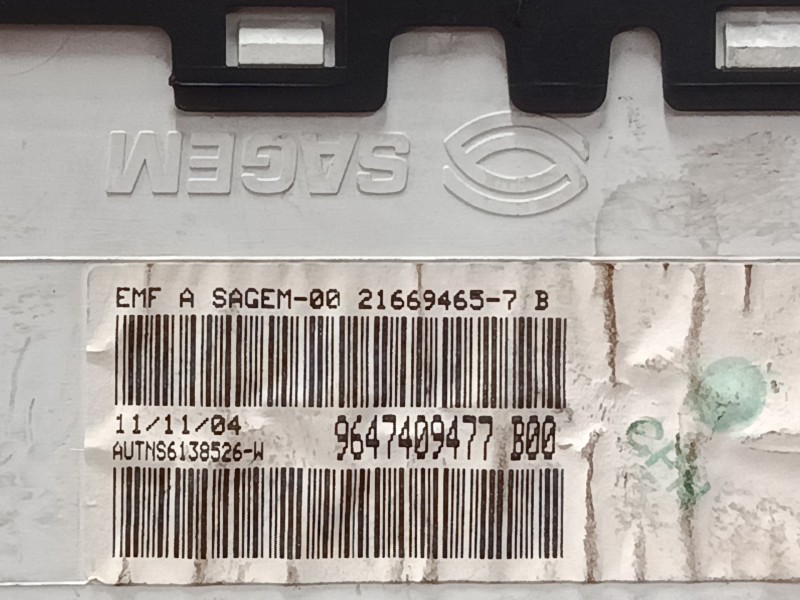 SAGEM
EMF A SAGEM-00 21669465-7 B
11/11/04
9647409477 B00
AUTNS6138526-W